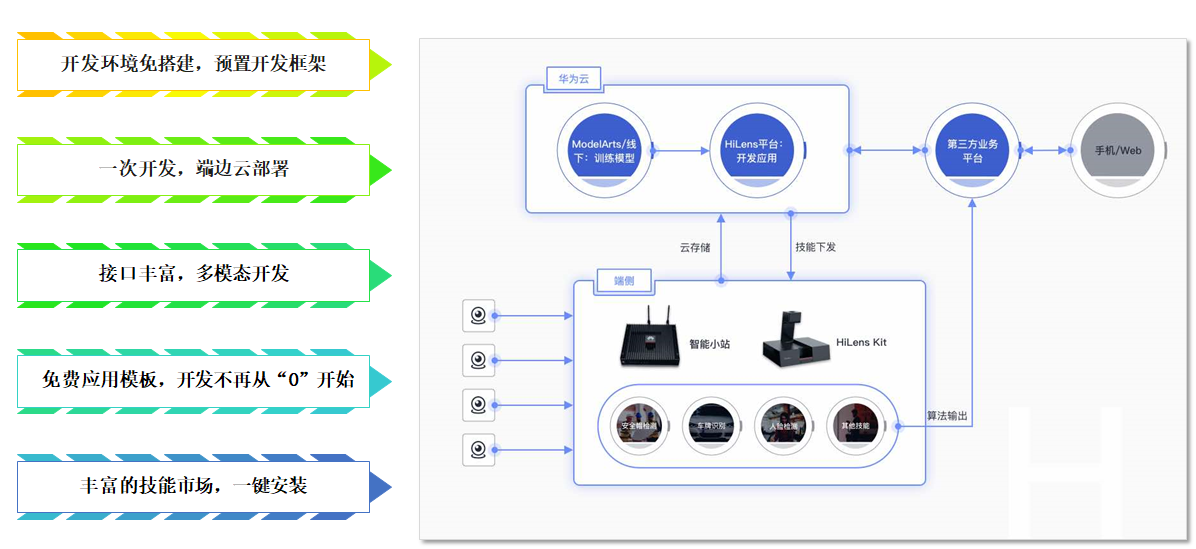 开发环境免搭建，预置开发框架
一次开发，端边云部署
接口丰富，多模态开发
免费应用模板，开发不再从“0”开始
丰富的技能市场，一键安装
华为云
ModelArts/线
下：训练模型
HiLens平台：
开发应用
第三方业务
平台
手机/Web
云存储
技能下发
端侧
智能小站
HiLens Kit
安全帽检测
车牌识别
人脸检测
其他技能
算法输出